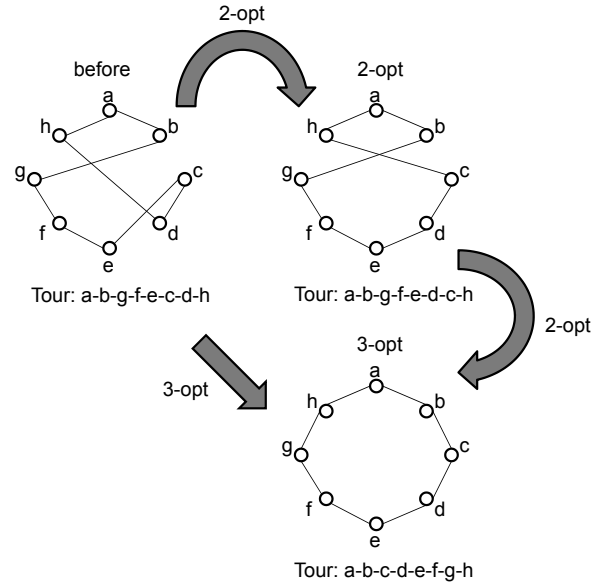 2-opt
before
2-opt
a
h
b
g
c
f
d
e
a
h
b
g
c
f
d
e
Tour: a-b-g-f-e-c-d-h
Tour: a-b-g-f-e-d-c-h
2-opt
3-opt
3-opt
a
h
b
g
c
f
d
e
Tour: a-b-c-d-e-f-g-h